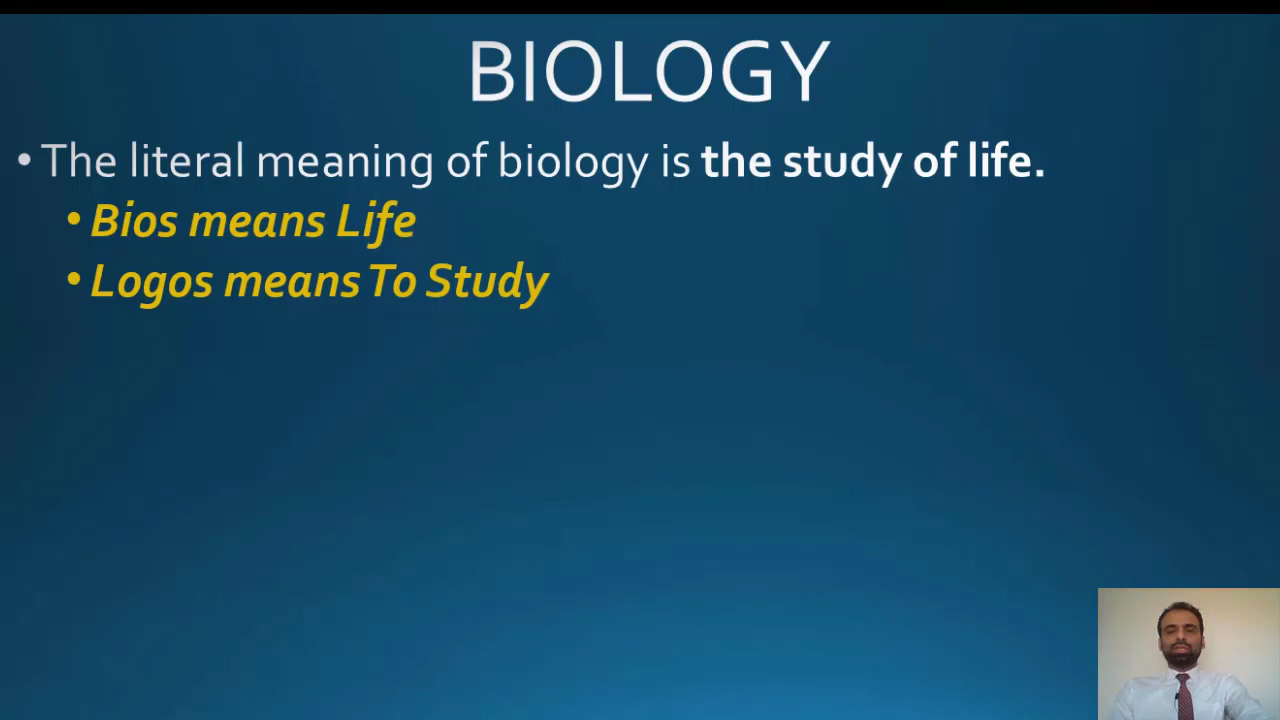 BIOLOGY
• The literal meaning of biology is the study of life.
• Bios means Life
• Logos means To Study